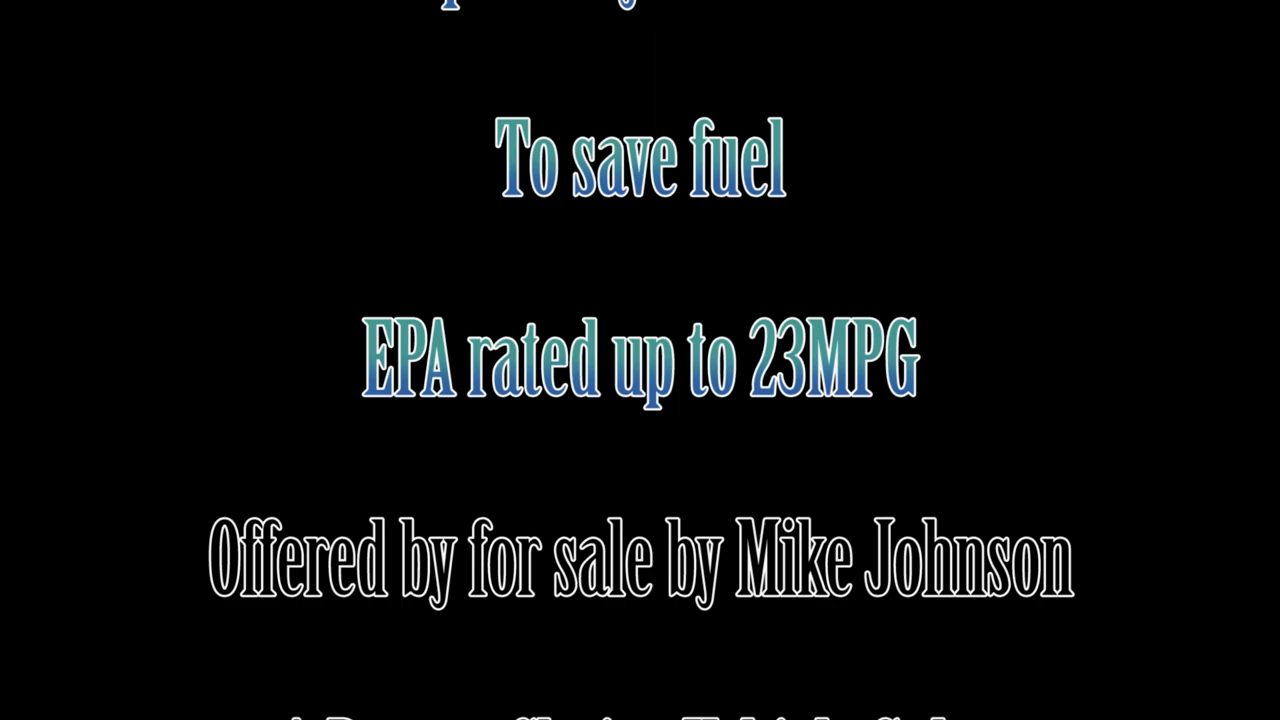 To save fuel
EPA rated up to 23MPG
Offered by for sale by Mike Johnson